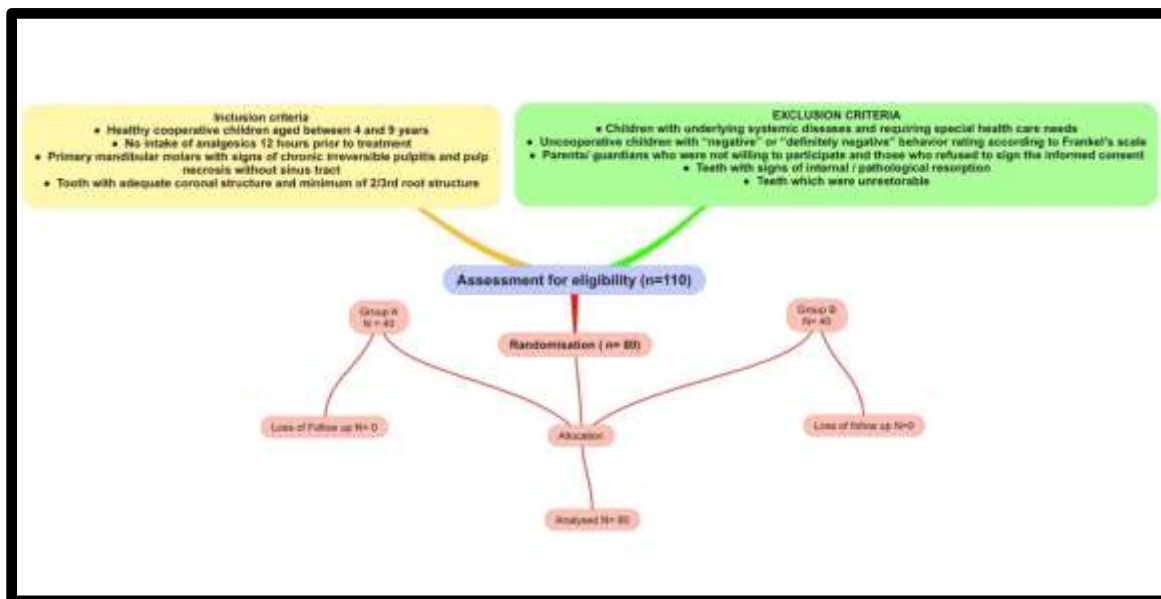 Inclusion criteria
● Healthy cooperative children aged between 4 and 9 years
● No intake of analgesics 12 hours prior to treatment
● Primary mandibular molars with signs of chronic irreversible pulpitis and pulp
necrosis without sinus tract
● Tooth with adequate coronal structure and minimum of 2/3rd root structure
EXCLUSION CRITERIA
● Children with underlying systemic diseases and requiring special health care needs
● Uncooperative children with “negative” or “definitely negative” behavior rating according to Frankel's scale
● Parents/ guardians who were not willing to participate and those who refused to sign the informed consent
● Teeth with signs of internal / pathological resorption
● Teeth which were unrestorable
Assessment for eligibility (n=110)
Group A
N = 40
Group B
N= 40
Randomisation ( n= 80)
Loss of Follow up N= 0
Allocation
Loss of follow up N=0
Analysed N= 80